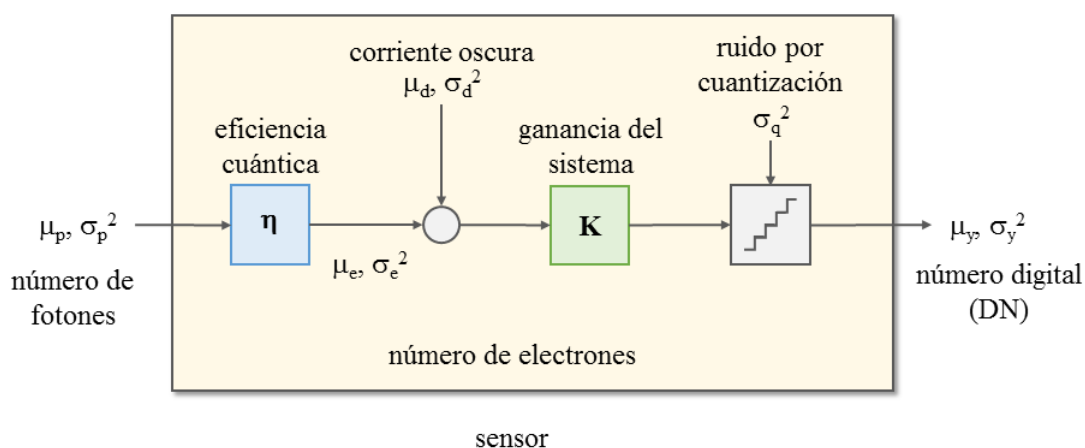 corriente oscura
μd, σd²
ruido por
cuantización
σq²
eficiencia
cuántica
ganancia del
sistema
μp, σp²
η
K
μy, σy²
μe, σe²
número de
fotones
número digital
(DN)
número de electrones
sensor